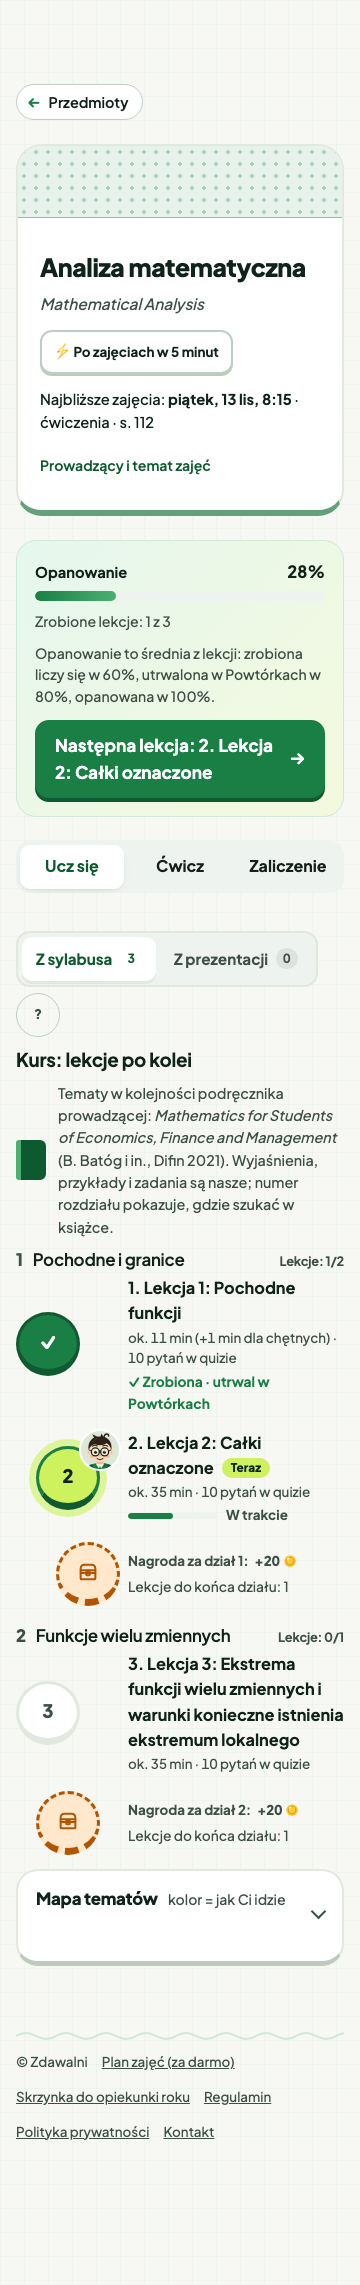 ← Przedmioty
Analiza matematyczna
Mathematical Analysis
⚡ Po zajęciach w 5 minut
Najbliższe zajęcia: piątek, 13 lis, 8:15 ·
ćwiczenia · s. 112
Prowadzący i temat zajęć
Opanowanie 28%
Zrobione lekcje: 1 z 3
Opanowanie to średnia z lekcji: zrobiona
liczy się w 60%, utrwalona w Powtórkach w
80%, opanowana w 100%.
Następna lekcja: 2. Lekcja
2: Całki oznaczone →
Ucz się Ćwicz Zaliczenie
Z sylabusa 3 Z prezentacji 0
?
Kurs: lekcje po kolei
Tematy w kolejności podręcznika
prowadzącej: Mathematics for Students
of Economics, Finance and Management
(B. Batóg i in., Difin 2021). Wyjaśnienia,
przykłady i zadania są nasze; numer
rozdziału pokazuje, gdzie szukać w
książce.
1 Pochodne i granice Lekcje: 1/2
1. Lekcja 1: Pochodne
funkcji
ok. 11 min (+1 min dla chętnych) ·
10 pytań w quizie
✓ Zrobiona · utrwal w
Powtórkach
2
2. Lekcja 2: Całki
oznaczone Teraz
ok. 35 min · 10 pytań w quizie
W trakcie
Nagroda za dział 1: +20
Lekcje do końca działu: 1
2 Funkcje wielu zmiennych Lekcje: 0/1
3
3. Lekcja 3: Ekstrema
funkcji wielu zmiennych i
warunki konieczne istnienia
ekstremum lokalnego
ok. 35 min · 10 pytań w quizie
Nagroda za dział 2: +20
Lekcje do końca działu: 1
Mapa tematów kolor = jak Ci idzie
© Zdawalni Plan zajęć (za darmo)
Skrzynka do opiekunki roku Regulamin
Polityka prywatności Kontakt